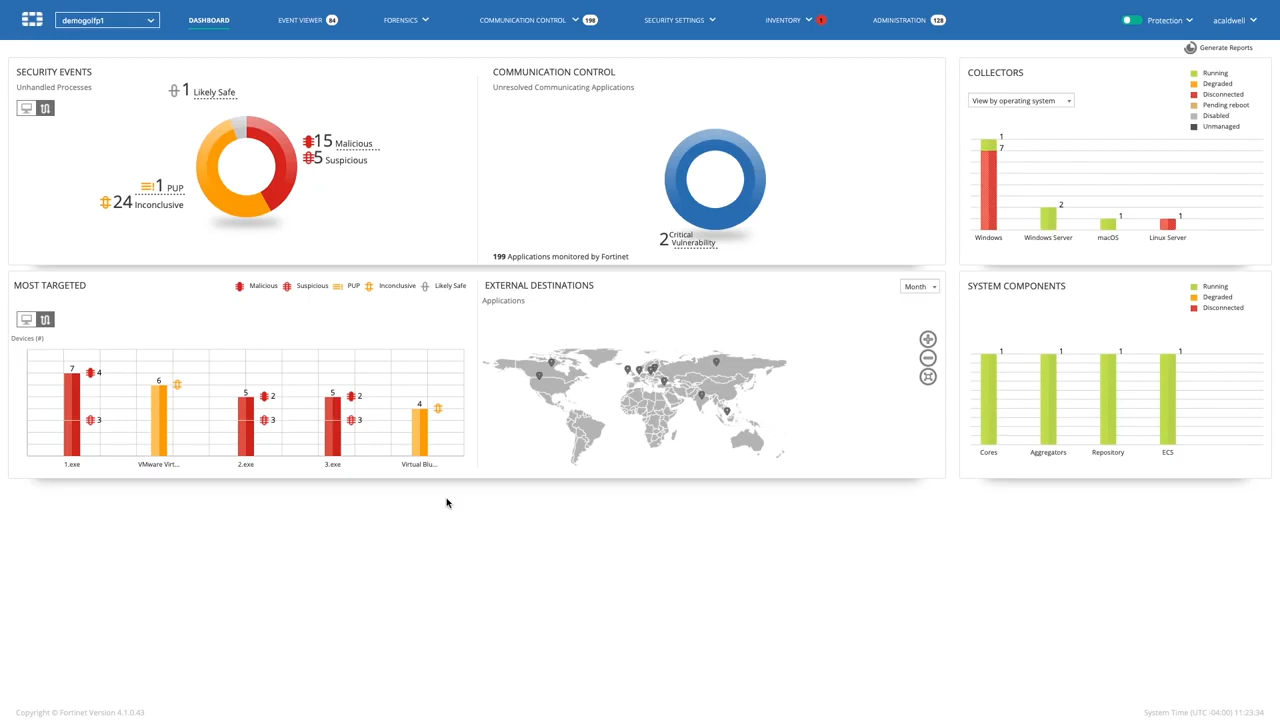 demogolfp1
DASHBOARD
EVENT VIEWER 84
FORENSICS
COMMUNICATION CONTROL 198
SECURITY SETTINGS
INVENTORY 1
ADMINISTRATION 128
Protection
acaldwell
Generate Reports
SECURITY EVENTS
Unhandled Processes
1 Likely Safe
15 Malicious
5 Suspicious
1 PUP
24 Inconclusive
COMMUNICATION CONTROL
Unresolved Communicating Applications
2 Critical
Vulnerability
199 Applications monitored by Fortinet
COLLECTORS
View by operating system
Running
Degraded
Disconnected
Pending reboot
Disabled
Unmanaged
1
7
2
1
1
Windows
Windows Server
macOS
Linux Server
MOST TARGETED
Malicious
Suspicious
PUP
Inconclusive
Likely Safe
Devices (#)
7
4
3
6
5
2
3
5
2
3
4
1.exe
VMware Virt...
2.exe
3.exe
Virtual Blu...
EXTERNAL DESTINATIONS
Applications
Month
SYSTEM COMPONENTS
Running
Degraded
Disconnected
1
1
1
1
Cores
Aggregators
Repository
ECS
Copyright © Fortinet Version 4.1.0.43
System Time (UTC -04:00) 11:23:34